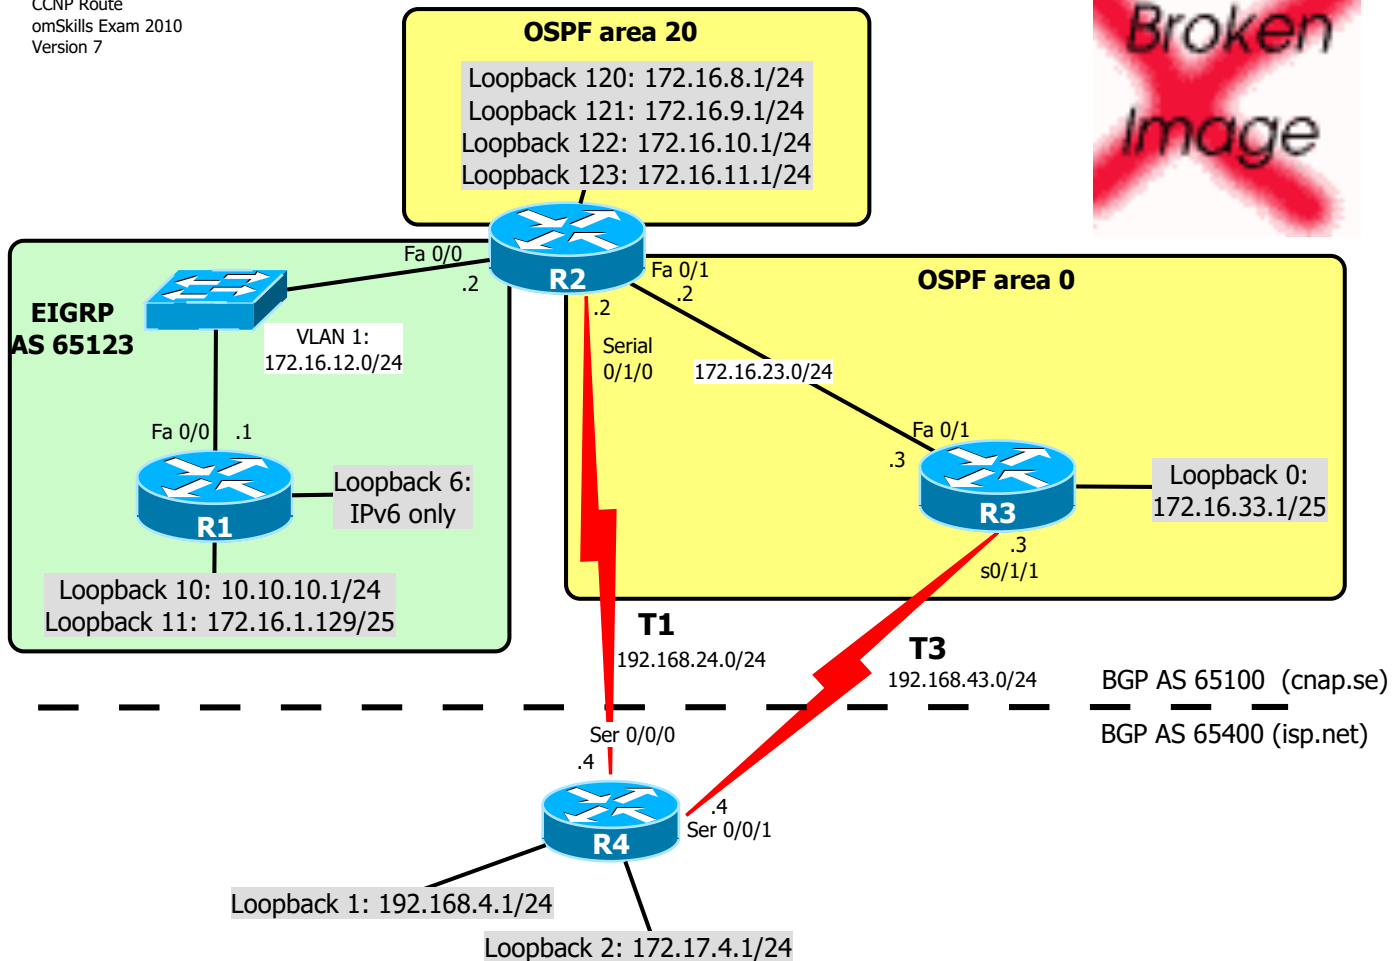 CCNP Route
omSkills Exam 2010
Version 7
Broken
Image
OSPF area 20
Loopback 120: 172.16.8.1/24
Loopback 121: 172.16.9.1/24
Loopback 122: 172.16.10.1/24
Loopback 123: 172.16.11.1/24
Fa 0/0
.2
R2
Fa 0/1
.2
.2
OSPF area 0
EIGRP
AS 65123
VLAN 1:
172.16.12.0/24
Serial
0/1/0
172.16.23.0/24
Fa 0/0
.1
Fa 0/1
.3
Loopback 6:
IPv6 only
R1
R3
Loopback 0:
172.16.33.1/25
.3
s0/1/1
Loopback 10: 10.10.10.1/24
Loopback 11: 172.16.1.129/25
T1
192.168.24.0/24
T3
192.168.43.0/24
BGP AS 65100 (cnap.se)
BGP AS 65400 (isp.net)
Ser 0/0/0
.4
.4
Ser 0/0/1
R4
Loopback 1: 192.168.4.1/24
Loopback 2: 172.17.4.1/24